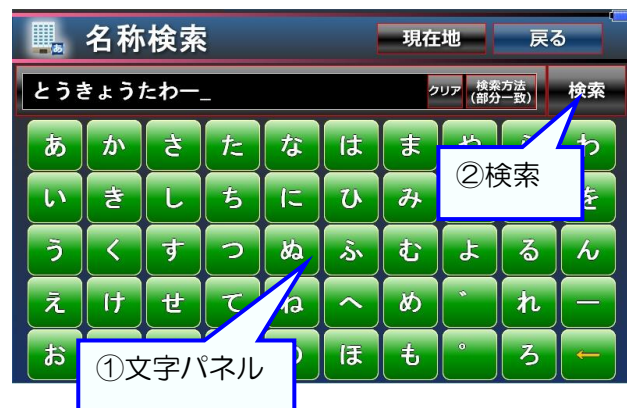 あ
名称検索
現在地
戻る
とうきょうたわー_
クリア
検索方法
(部分一致)
検索
あ か さ た な は ま や ら わ
②検索
い き し ち に ひ み を
う く す つ ぬ ふ む よ る ん
え け せ て ね へ め ゛ れ ー
お ほ も ゜ ろ ←
①文字パネル